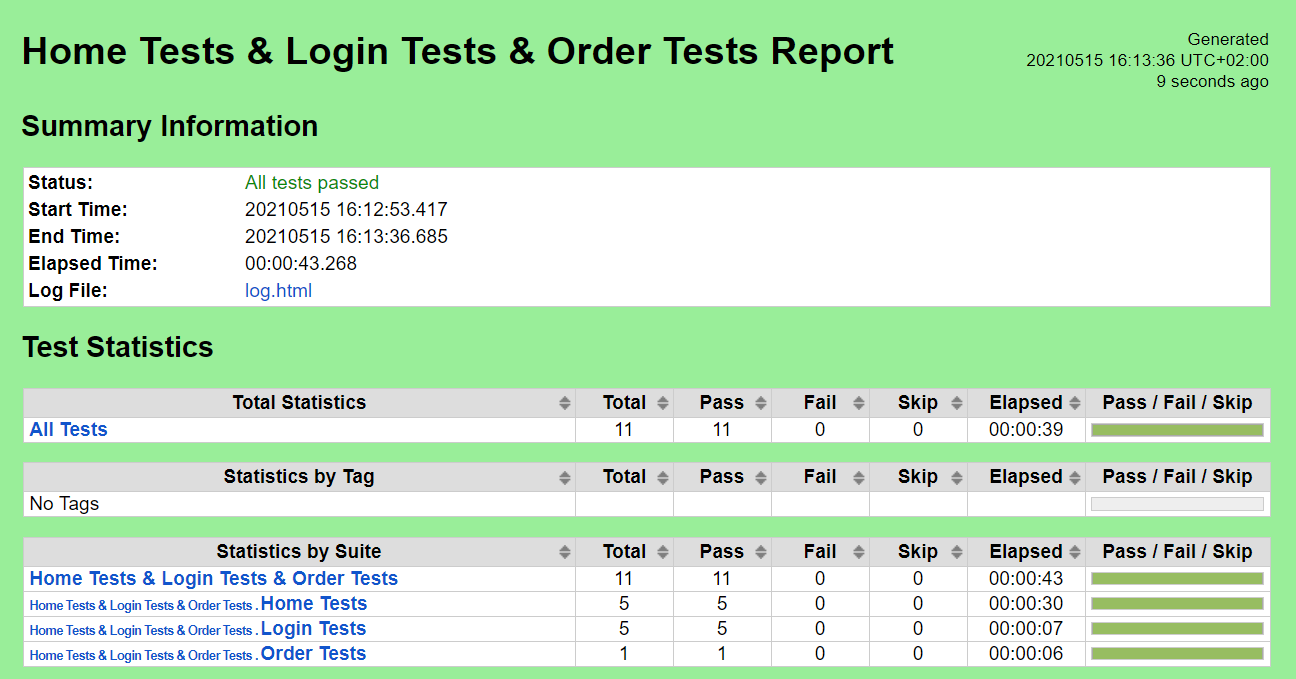 Home Tests & Login Tests & Order Tests Report
Generated
20210515 16:13:36 UTC+02:00
9 seconds ago
Summary Information
Status: All tests passed
Start Time: 20210515 16:12:53.417
End Time: 20210515 16:13:36.685
Elapsed Time: 00:00:43.268
Log File: log.html
Test Statistics
Total Statistics Total Pass Fail Skip Elapsed Pass / Fail / Skip
All Tests 11 11 0 0 00:00:39
Statistics by Tag Total Pass Fail Skip Elapsed Pass / Fail / Skip
No Tags
Statistics by Suite Total Pass Fail Skip Elapsed Pass / Fail / Skip
Home Tests & Login Tests & Order Tests 11 11 0 0 00:00:43
Home Tests & Login Tests & Order Tests . Home Tests 5 5 0 0 00:00:30
Home Tests & Login Tests & Order Tests . Login Tests 5 5 0 0 00:00:07
Home Tests & Login Tests & Order Tests . Order Tests 1 1 0 0 00:00:06